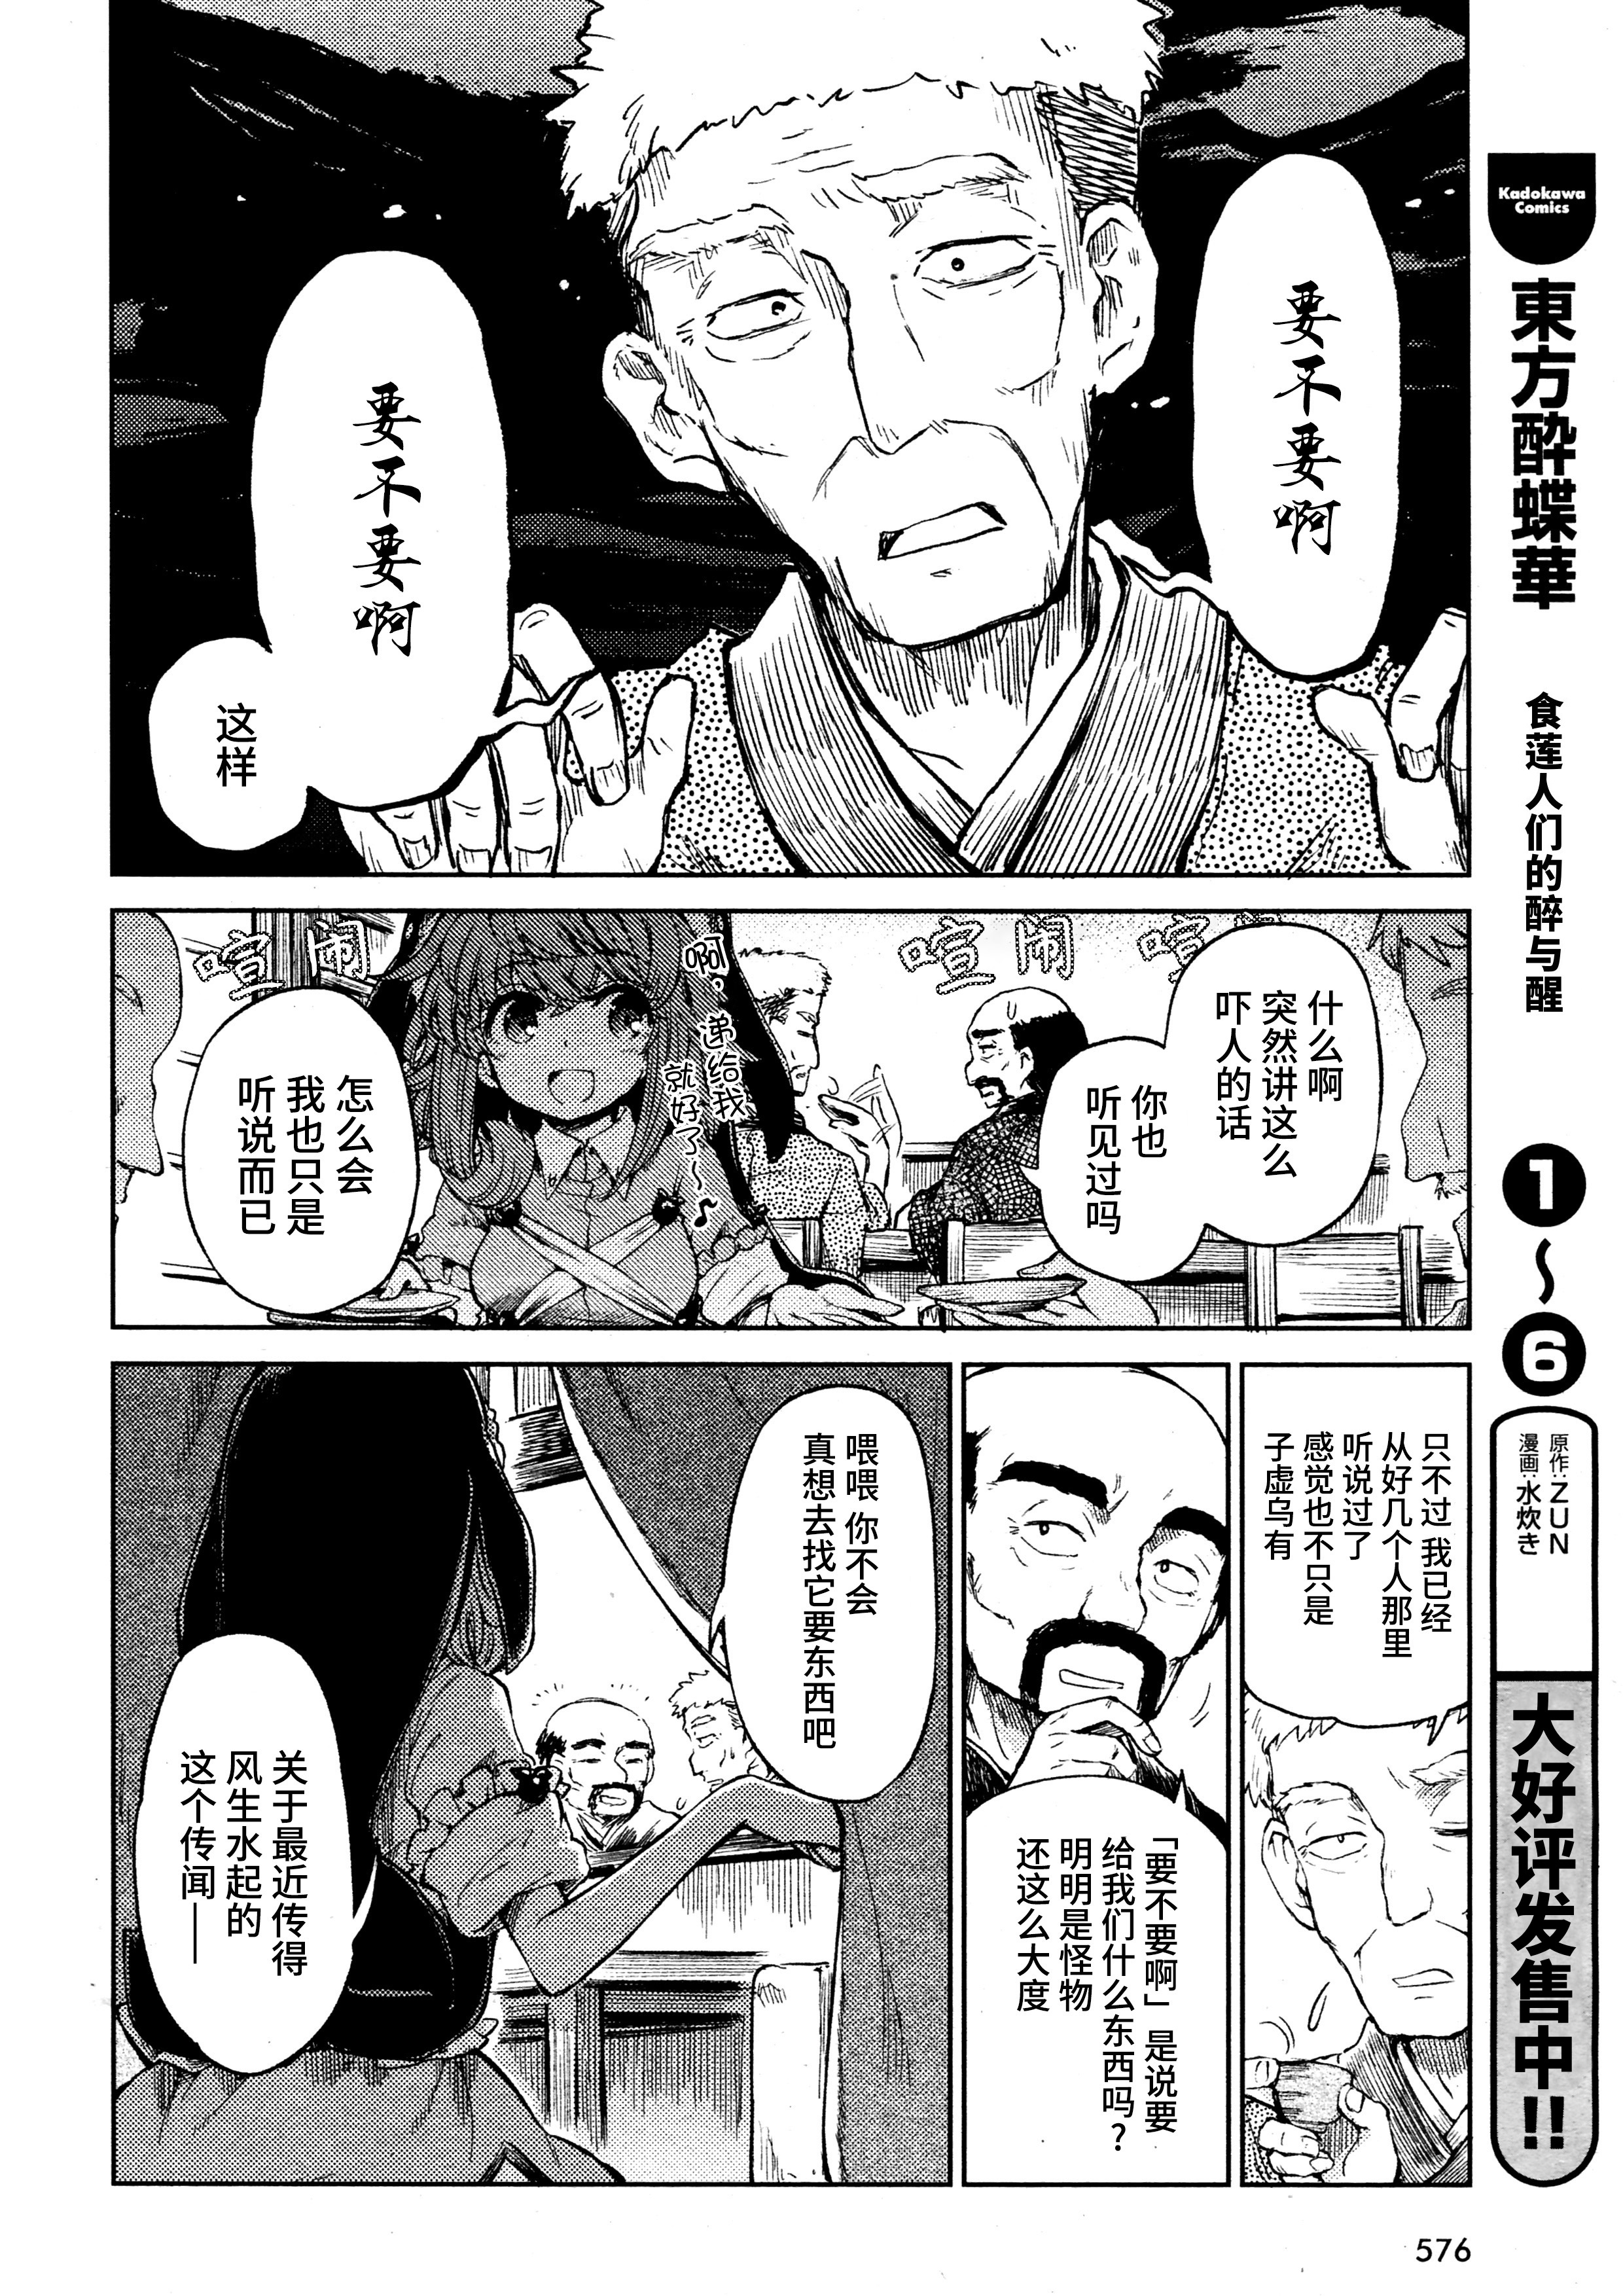 要不要啊
要不要啊
这样
喧闹
喧
喧闹
什么啊
突然讲这么
吓人的话
你也
听见过吗
啊，
递给我
就好了～♪
怎么会
我也只是
听说而已
只不过 我已经
从好几个人那里
听说过了
感觉也不只是
子虚乌有
「要不要啊」是说要
给我们什么东西吗?
明明是怪物
还这么大度
喂喂 你不会
真想去找它要东西吧
关于最近传得
风生水起的
这个传闻——
Kadokawa
Comics
東方酔蝶華
食莲人们的醉与醒
1～6
原作:ZUN
漫画:水炊き
大好评发售中!!
576